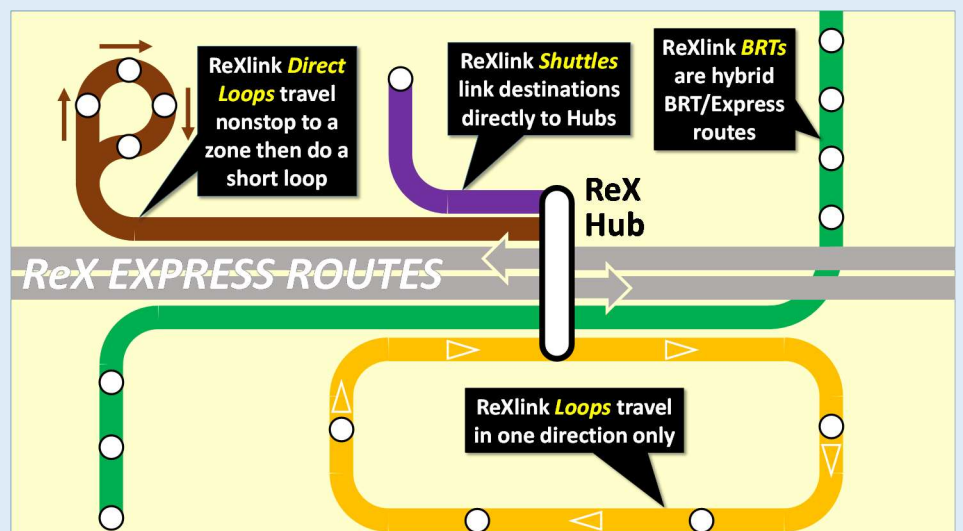 ReXlink Direct
Loops travel
nonstop to a
zone then do a
short loop
ReXlink Shuttles
link destinations
directly to Hubs
ReXlink BRTs
are hybrid
BRT/Express
routes
ReX
Hub
ReX EXPRESS ROUTES
ReXlink Loops travel
in one direction only